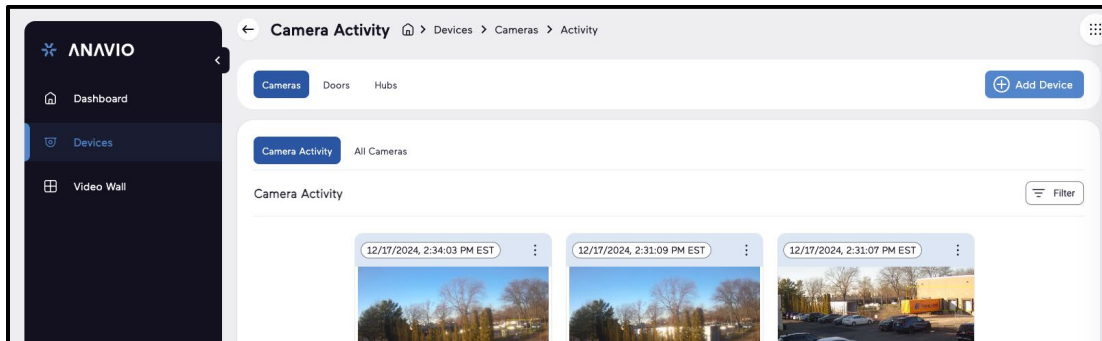 ANAVIO
Dashboard
Devices
Video Wall
Camera Activity > Devices > Cameras > Activity
Cameras Doors Hubs Add Device
Camera Activity All Cameras
Camera Activity Filter
12/17/2024, 2:34:03 PM EST 12/17/2024, 2:31:09 PM EST 12/17/2024, 2:31:07 PM EST